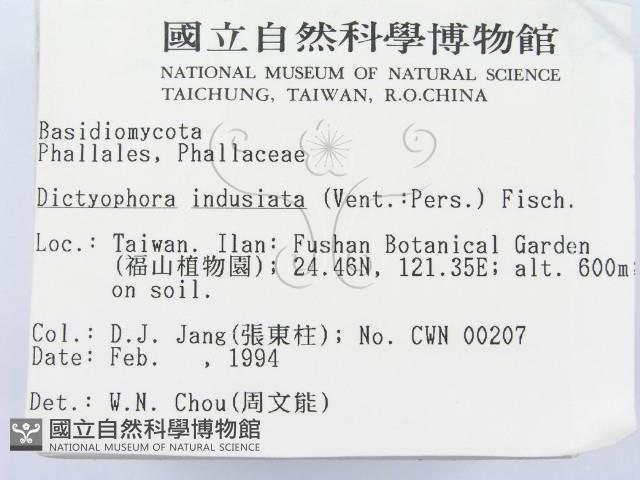 國立自然科學博物館
NATIONAL MUSEUM OF NATURAL SCIENCE
TAICHUNG, TAIWAN, R.O.CHINA
Basidiomycota
Phallales, Phallaceae
Dictyophora indusiata (Vent.:Pers.) Fisch.
Loc.: Taiwan. Ilan: Fushan Botanical Garden
(福山植物園); 24.46N, 121.35E; alt. 600m;
on soil.
Col.: D.J. Jang(張東柱); No. CWN 00207
Date: Feb.   , 1994
Det.: W.N. Chou(周文能)
國立自然科學博物館
NATIONAL MUSEUM OF NATURAL SCIENCE